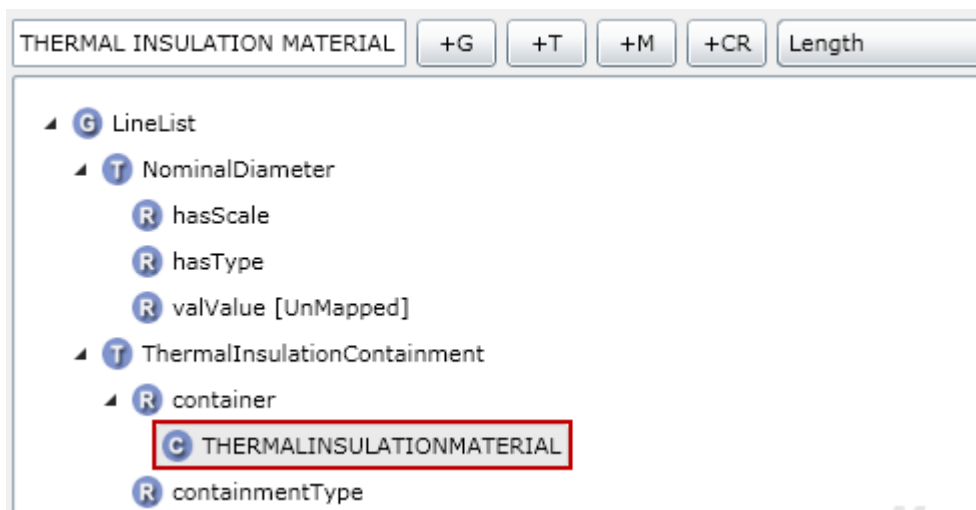 THERMAL INSULATION MATERIAL +G +T +M +CR Length
G LineList
T NominalDiameter
R hasScale
R hasType
R valValue [UnMapped]
T ThermalInsulationContainment
R container
C THERMALINSULATIONMATERIAL
R containmentType